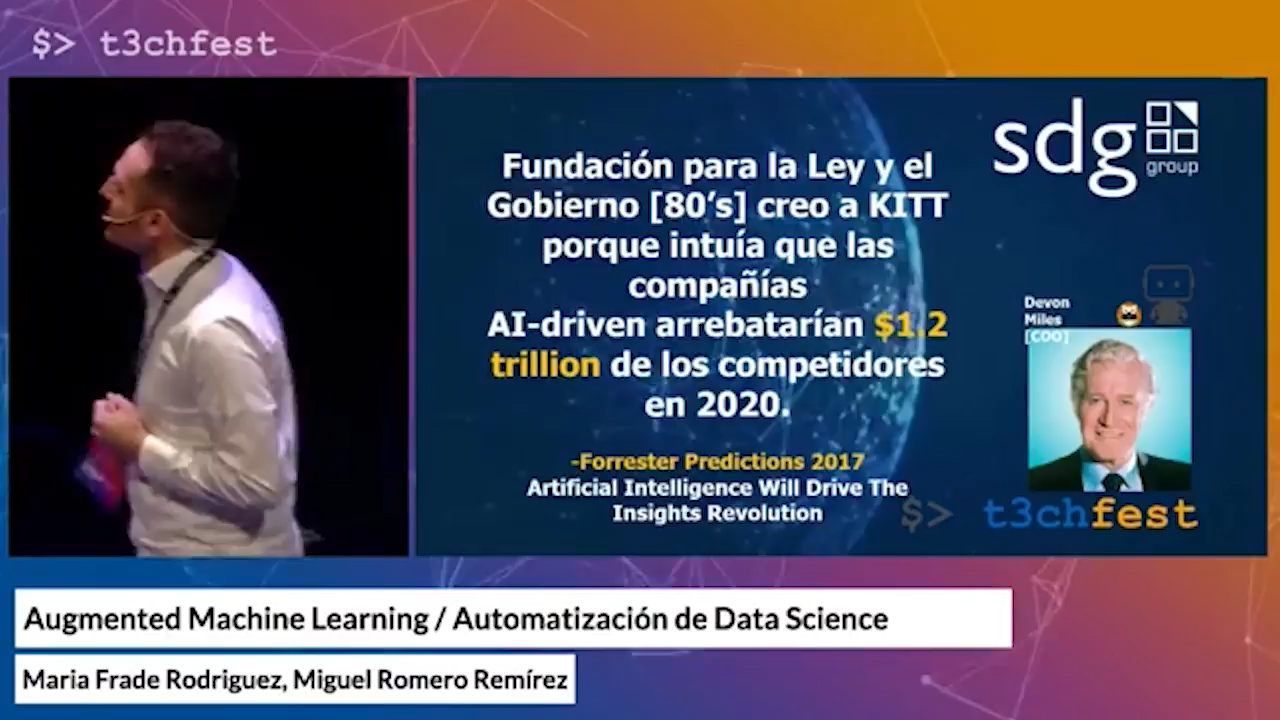 $> t3chfest
sdg
group
Fundación para la Ley y el
Gobierno [80’s] creo a KITT
porque intuía que las
compañías
AI-driven arrebatarían $1.2
trillion de los competidores
en 2020.
-Forrester Predictions 2017
Artificial Intelligence Will Drive The
Insights Revolution
Devon
Miles
[COO]
$> t3chfest
Augmented Machine Learning / Automatización de Data Science
Maria Frade Rodriguez, Miguel Romero Remírez